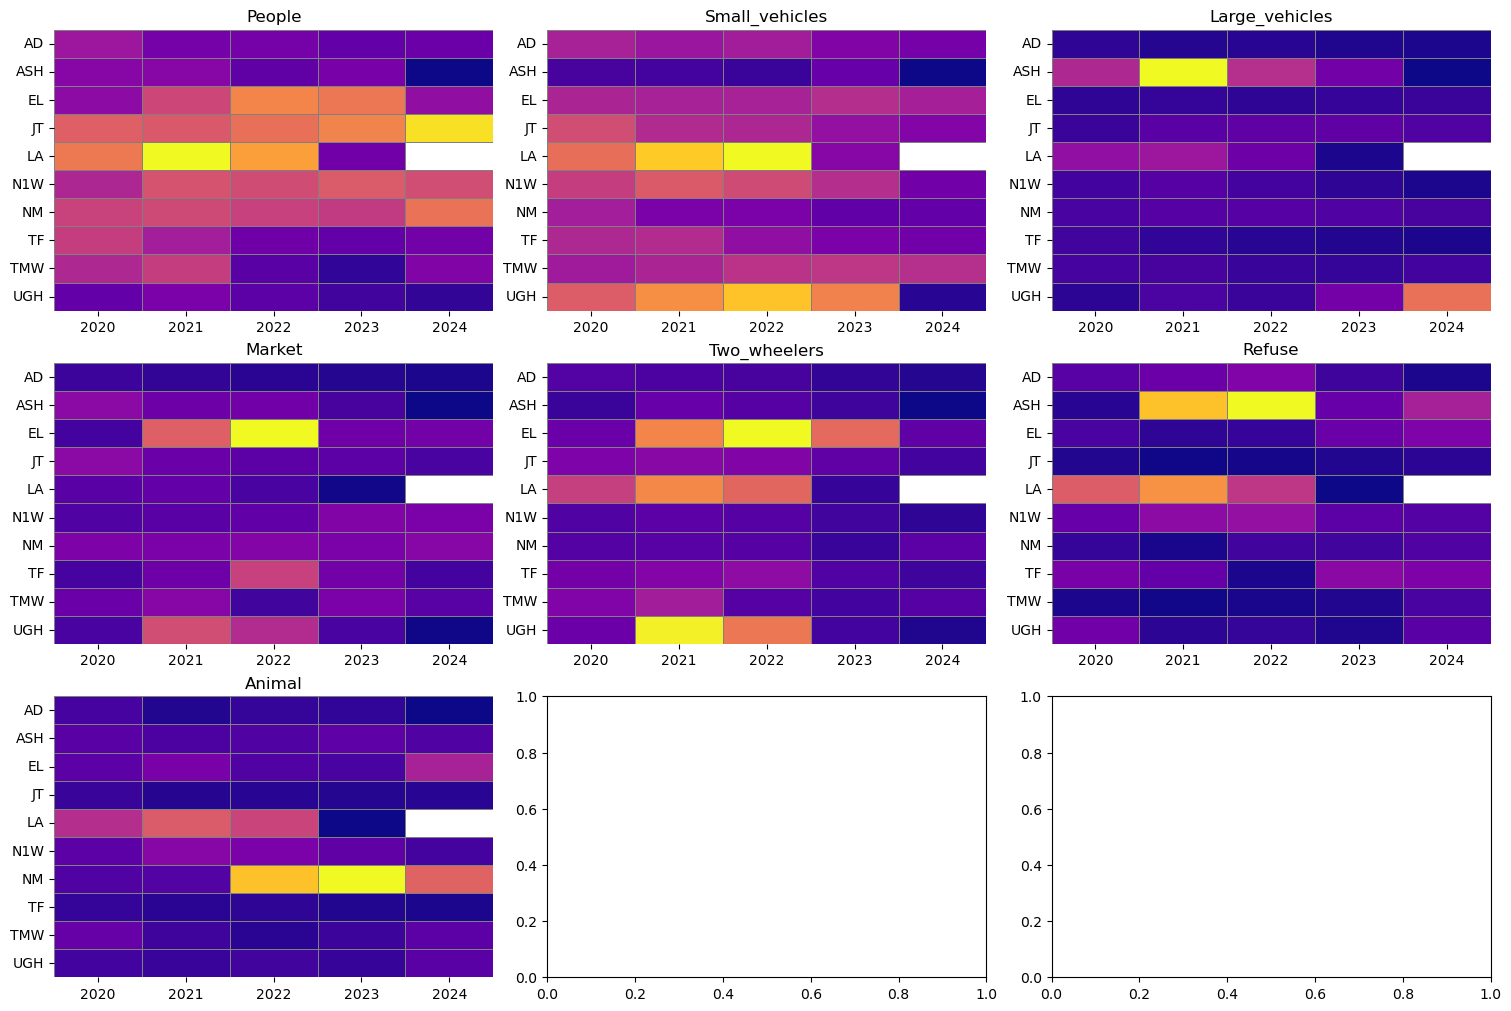 People
AD
ASH
EL
JT
LA
N1W
NM
TF
TMW
UGH
2020 2021 2022 2023 2024
Small_vehicles
AD
ASH
EL
JT
LA
N1W
NM
TF
TMW
UGH
2020 2021 2022 2023 2024
Large_vehicles
AD
ASH
EL
JT
LA
N1W
NM
TF
TMW
UGH
2020 2021 2022 2023 2024
Market
AD
ASH
EL
JT
LA
N1W
NM
TF
TMW
UGH
2020 2021 2022 2023 2024
Two_wheelers
AD
ASH
EL
JT
LA
N1W
NM
TF
TMW
UGH
2020 2021 2022 2023 2024
Refuse
AD
ASH
EL
JT
LA
N1W
NM
TF
TMW
UGH
2020 2021 2022 2023 2024
Animal
AD
ASH
EL
JT
LA
N1W
NM
TF
TMW
UGH
2020 2021 2022 2023 2024
1.0
0.8
0.6
0.4
0.2
0.0
0.0 0.2 0.4 0.6 0.8 1.0
1.0
0.8
0.6
0.4
0.2
0.0
0.0 0.2 0.4 0.6 0.8 1.0